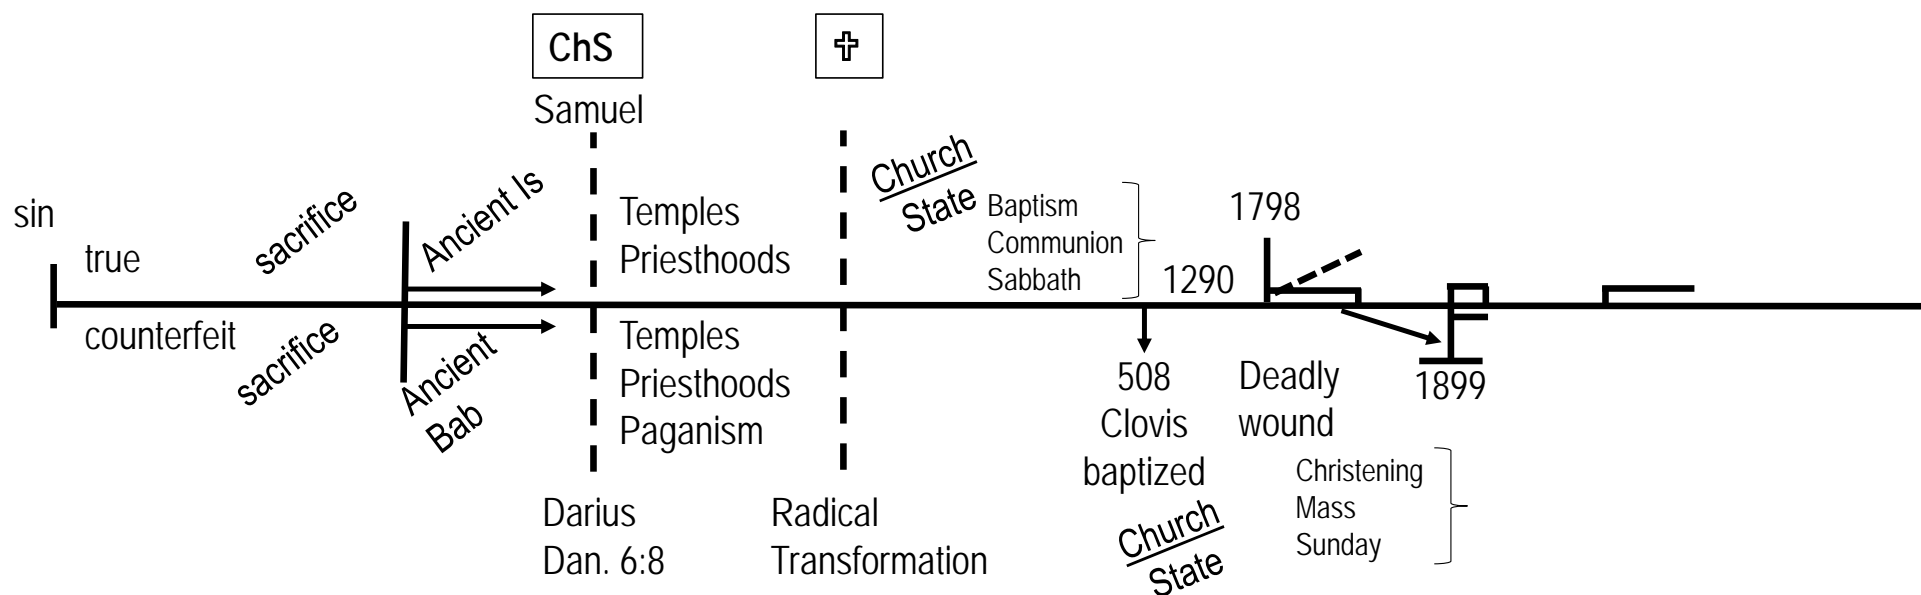 ChS
✞
Samuel
Church
State
sin
true
sacrifice
Ancient Is
Temples
Priesthoods
Baptism
Communion
Sabbath
1290
1798
counterfeit
sacrifice
Ancient
Bab
Temples
Priesthoods
Paganism
508
Clovis
baptized
Deadly
wound
1899
Christening
Mass
Sunday
Darius
Dan. 6:8
Radical
Transformation
Church
State